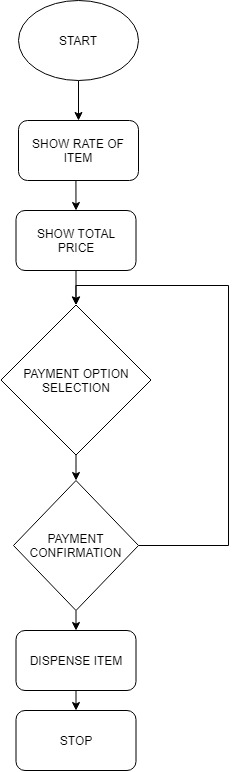 START
SHOW RATE OF
ITEM
SHOW TOTAL
PRICE
PAYMENT OPTION
SELECTION
PAYMENT
CONFIRMATION
DISPENSE ITEM
STOP